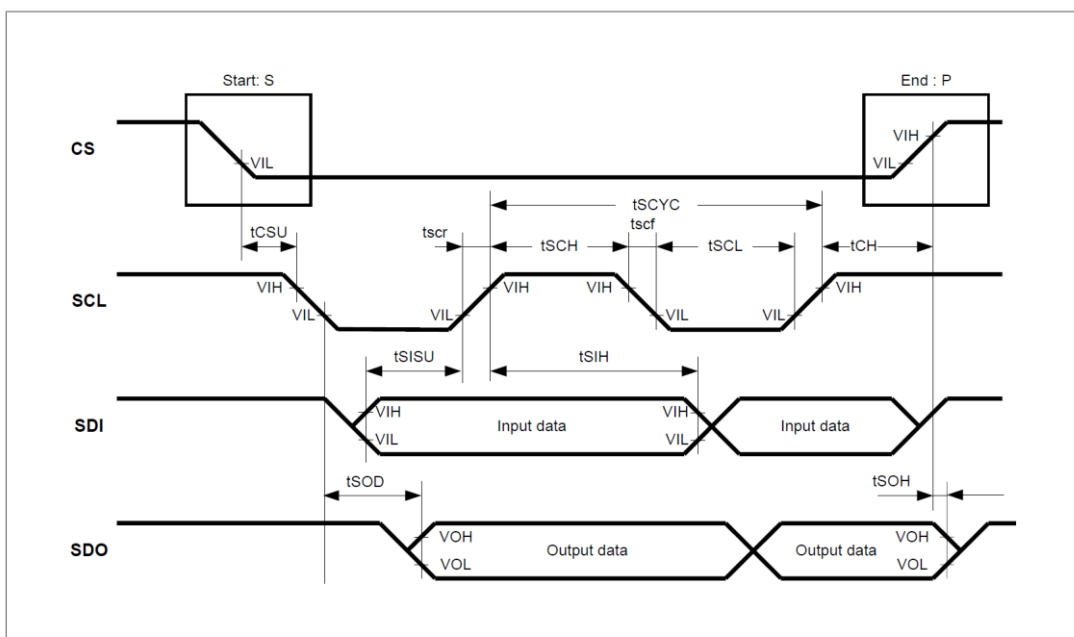 Start: S
End : P
CS
VIL
VIH
VIL
tSCYC
tCSU
tscr
tSCH
tscf
tSCL
tCH
SCL
VIH
VIL
VIL
VIH
VIH
VIL
VIL
VIH
tSISU
tSIH
SDI
VIH
VIL
Input data
VIH
VIL
Input data
tSOD
tSOH
SDO
VOH
VOL
Output data
Output data
VOH
VOL